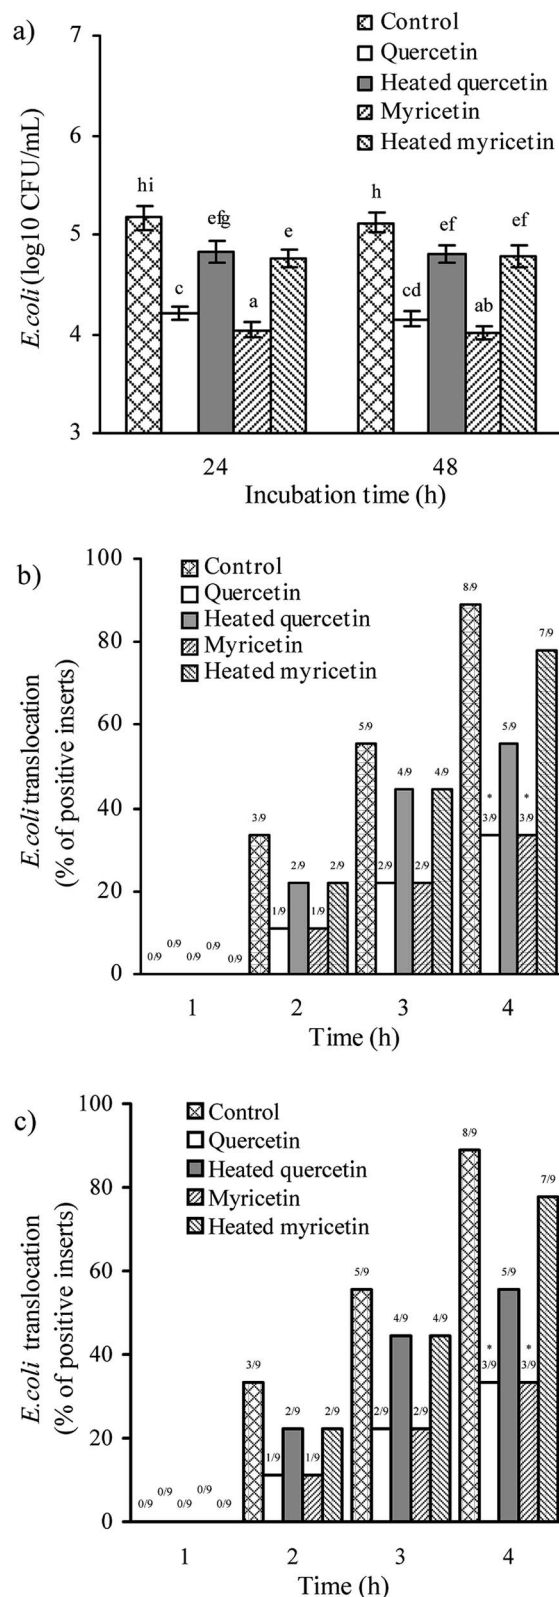 a)
Control
Quercetin
Heated quercetin
Myricetin
Heated myricetin
E.coli (log10 CFU/mL)
7
6
5
4
3
hi
c
efg
a
e
h
cd
ef
ab
ef
24
48
Incubation time (h)
b)
Control
Quercetin
Heated quercetin
Myricetin
Heated myricetin
E.coli translocation
(% of positive inserts)
100
80
60
40
20
0
0/9
0/9
0/9
0/9
0/9
3/9
1/9
2/9
1/9
2/9
5/9
2/9
4/9
2/9
4/9
8/9
*
3/9
5/9
*
3/9
7/9
1
2
3
4
Time (h)
c)
Control
Quercetin
Heated quercetin
Myricetin
Heated myricetin
E.coli translocation
(% of positive inserts)
100
80
60
40
20
0
0/9
0/9
0/9
0/9
0/9
3/9
1/9
2/9
1/9
2/9
5/9
2/9
4/9
2/9
4/9
8/9
*
3/9
5/9
*
3/9
7/9
1
2
3
4
Time (h)